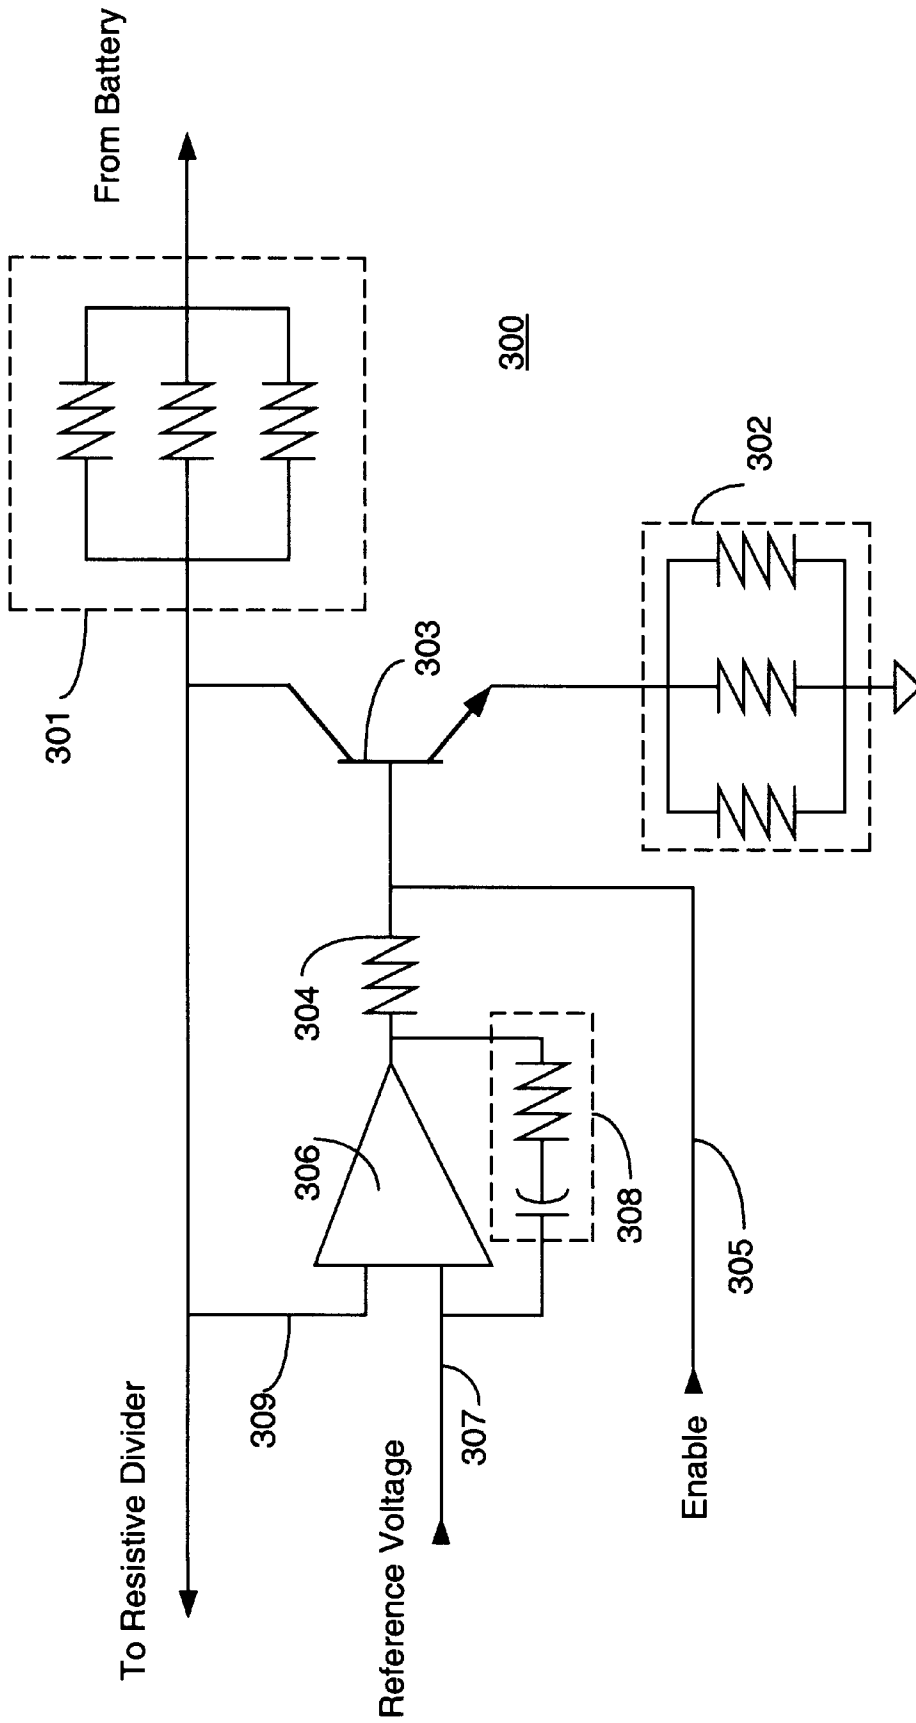 To Resistive Divider
From Battery
301
309
306
304
303
300
Reference Voltage
307
308
302
Enable
305